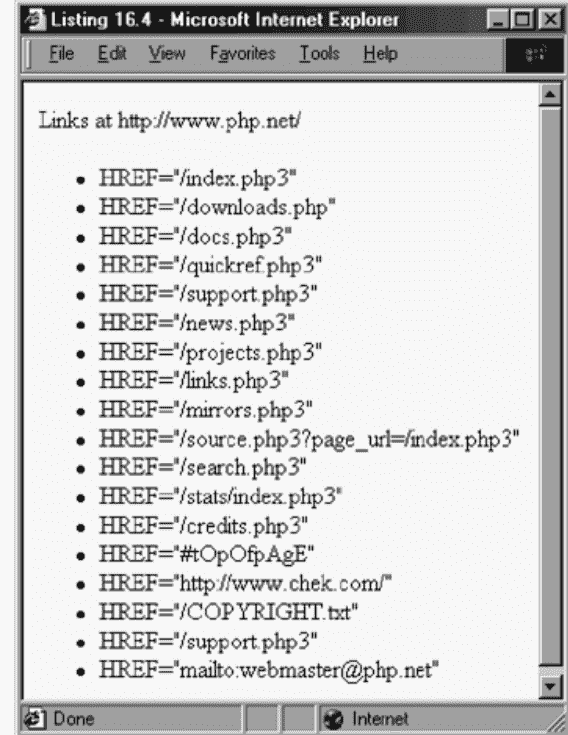 Listing 16.4 - Microsoft Internet Explorer
File Edit View Favorites Tools Help
Links at http://www.php.net/
• HREF="/index.php3"
• HREF="/downloads.php"
• HREF="/docs.php3"
• HREF="/quickref.php3"
• HREF="/support.php3"
• HREF="/news.php3"
• HREF="/projects.php3"
• HREF="/links.php3"
• HREF="/mirrors.php3"
• HREF="/source.php3?page_url=/index.php3"
• HREF="/search.php3"
• HREF="/stats/index.php3"
• HREF="/credits.php3"
• HREF="#tOpOfpAgE"
• HREF="http://www.chek.com/"
• HREF="/COPYRIGHT.txt"
• HREF="/support.php3"
• HREF="mailto:webmaster@php.net"
Done Internet